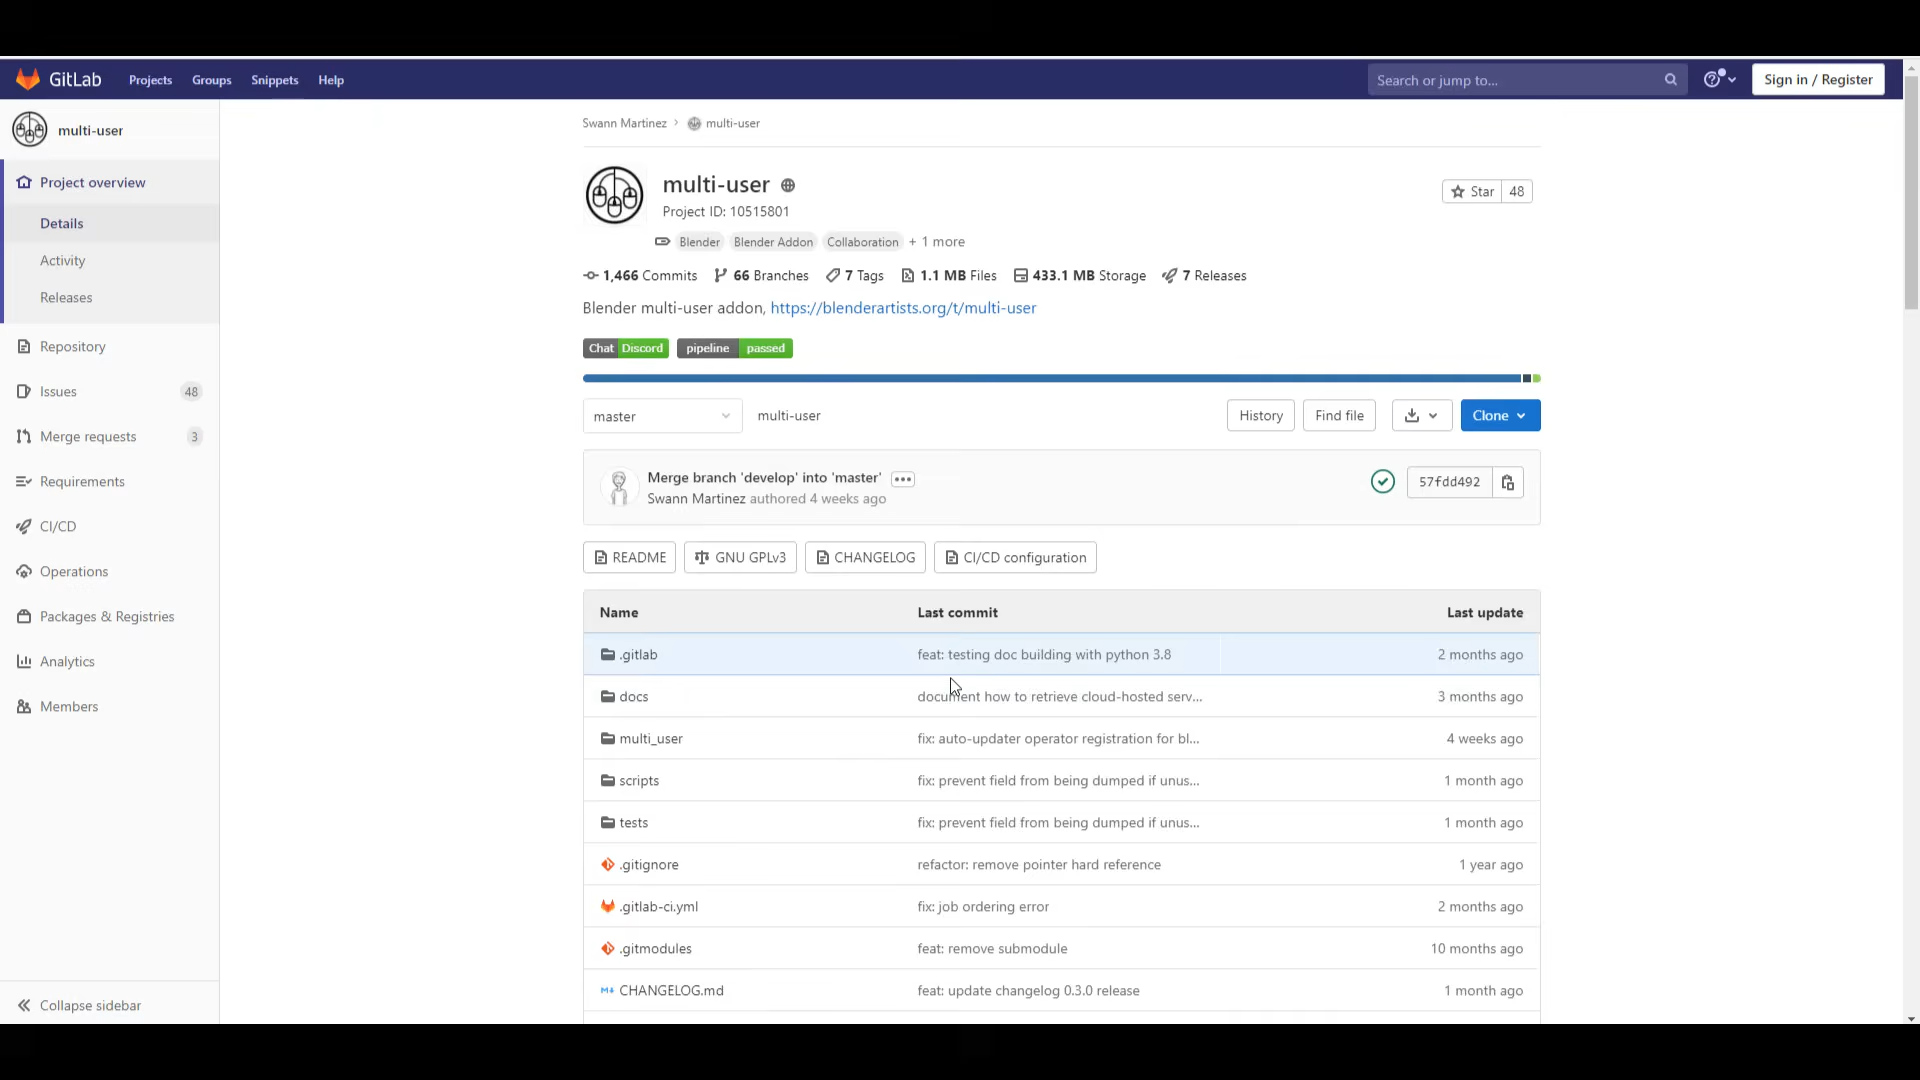 GitLab Projects Groups Snippets Help Search or jump to... Sign in / Register
multi-user
Project overview
Details
Activity
Releases
Repository
Issues 48
Merge requests 3
Requirements
CI/CD
Operations
Packages & Registries
Analytics
Members
Collapse sidebar
Swann Martinez > multi-user
multi-user
Project ID: 10515801
Star 48
Blender Blender Addon Collaboration + 1 more
1,466 Commits 66 Branches 7 Tags 1.1 MB Files 433.1 MB Storage 7 Releases
Blender multi-user addon, https://blenderartists.org/t/multi-user
Chat Discord pipeline passed
master multi-user History Find file Clone
Merge branch 'develop' into 'master' •••
Swann Martinez authored 4 weeks ago
57fdd492
README GNU GPLv3 CHANGELOG CI/CD configuration
Name Last commit Last update
.gitlab feat: testing doc building with python 3.8 2 months ago
docs document how to retrieve cloud-hosted serv... 3 months ago
multi_user fix: auto-updater operator registration for bl... 4 weeks ago
scripts fix: prevent field from being dumped if unus... 1 month ago
tests fix: prevent field from being dumped if unus... 1 month ago
.gitignore refactor: remove pointer hard reference 1 year ago
.gitlab-ci.yml fix: job ordering error 2 months ago
.gitmodules feat: remove submodule 10 months ago
CHANGELOG.md feat: update changelog 0.3.0 release 1 month ago